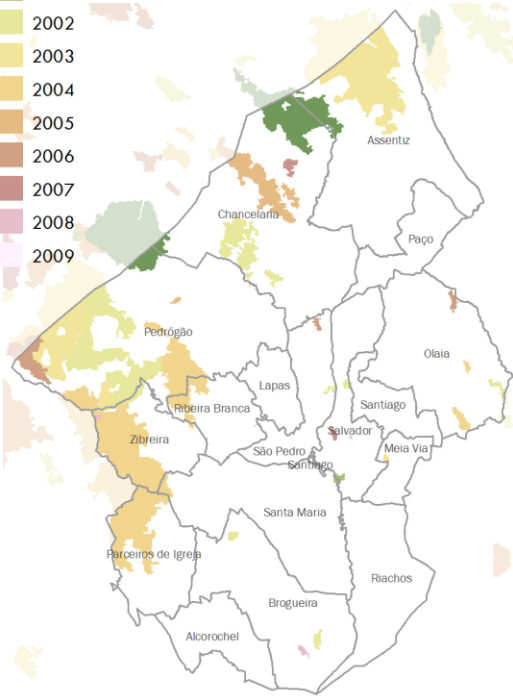 2002
2003
2004
2005
2006
2007
2008
2009
Assentiz
Chancelaria
Paço
Pedrógão
Olaia
Lapas
Ribeira Branca
Santiago
Zibreira
Salvador
São Pedro
Meia Via
Santiago
Santa Maria
Parceiros de Igreja
Riachos
Brogueira
Alcorochel